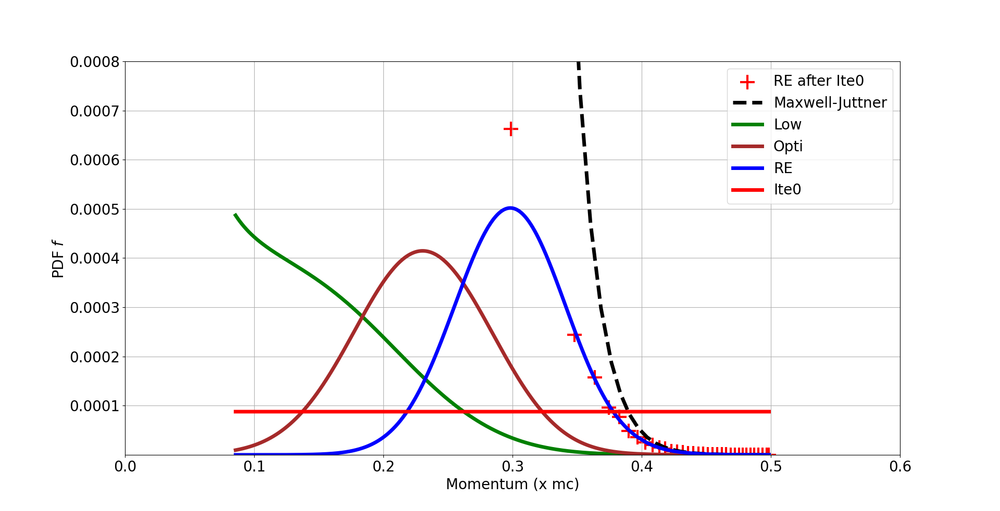 0.0008
0.0007
0.0006
0.0005
0.0004
0.0003
0.0002
0.0001
PDF f
0.0 0.1 0.2 0.3 0.4 0.5 0.6
Momentum (x mc)
RE after Ite0
Maxwell-Juttner
Low
Opti
RE
Ite0